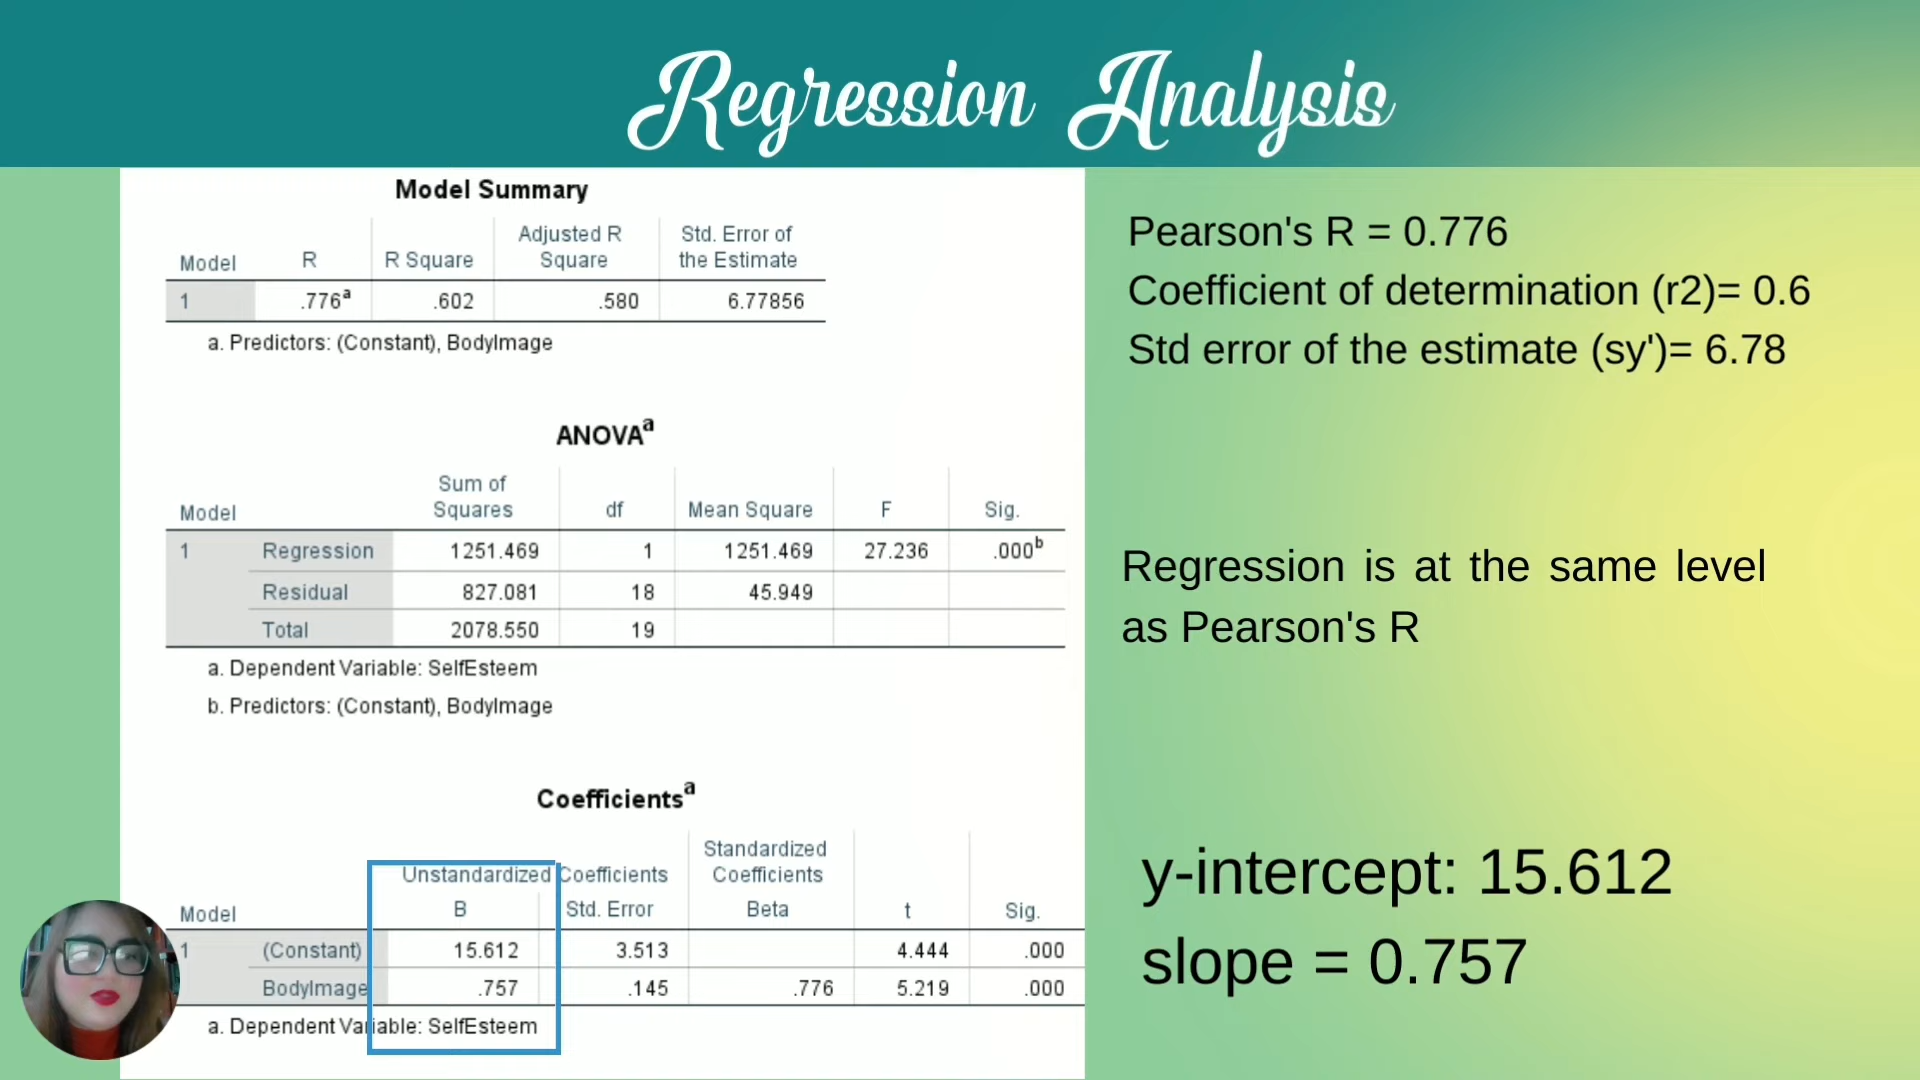 Regression Analysis
Model Summary
Model R R Square Adjusted R Square Std. Error of the Estimate
1 .776a .602 .580 6.77856
a. Predictors: (Constant), BodyImage
ANOVAa
Model Sum of Squares df Mean Square F Sig.
1 Regression 1251.469 1 1251.469 27.236 .000b
Residual 827.081 18 45.949
Total 2078.550 19
a. Dependent Variable: SelfEsteem
b. Predictors: (Constant), BodyImage
Coefficientsa
Unstandardized Coefficients Standardized Coefficients
Model B Std. Error Beta t Sig.
1 (Constant) 15.612 3.513 4.444 .000
BodyImage .757 .145 .776 5.219 .000
a. Dependent Variable: SelfEsteem
Pearson's R = 0.776
Coefficient of determination (r2)= 0.6
Std error of the estimate (sy')= 6.78
Regression is at the same level
as Pearson's R
y-intercept: 15.612
slope = 0.757